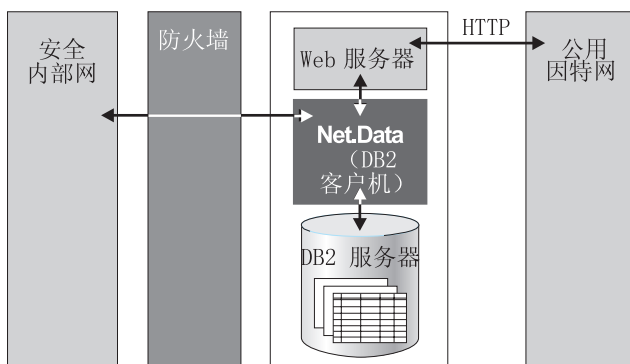 安全
内部网
防火墙
Web 服务器
HTTP
公用
因特网
Net.Data
（DB2
客户机）
DB2 服务器